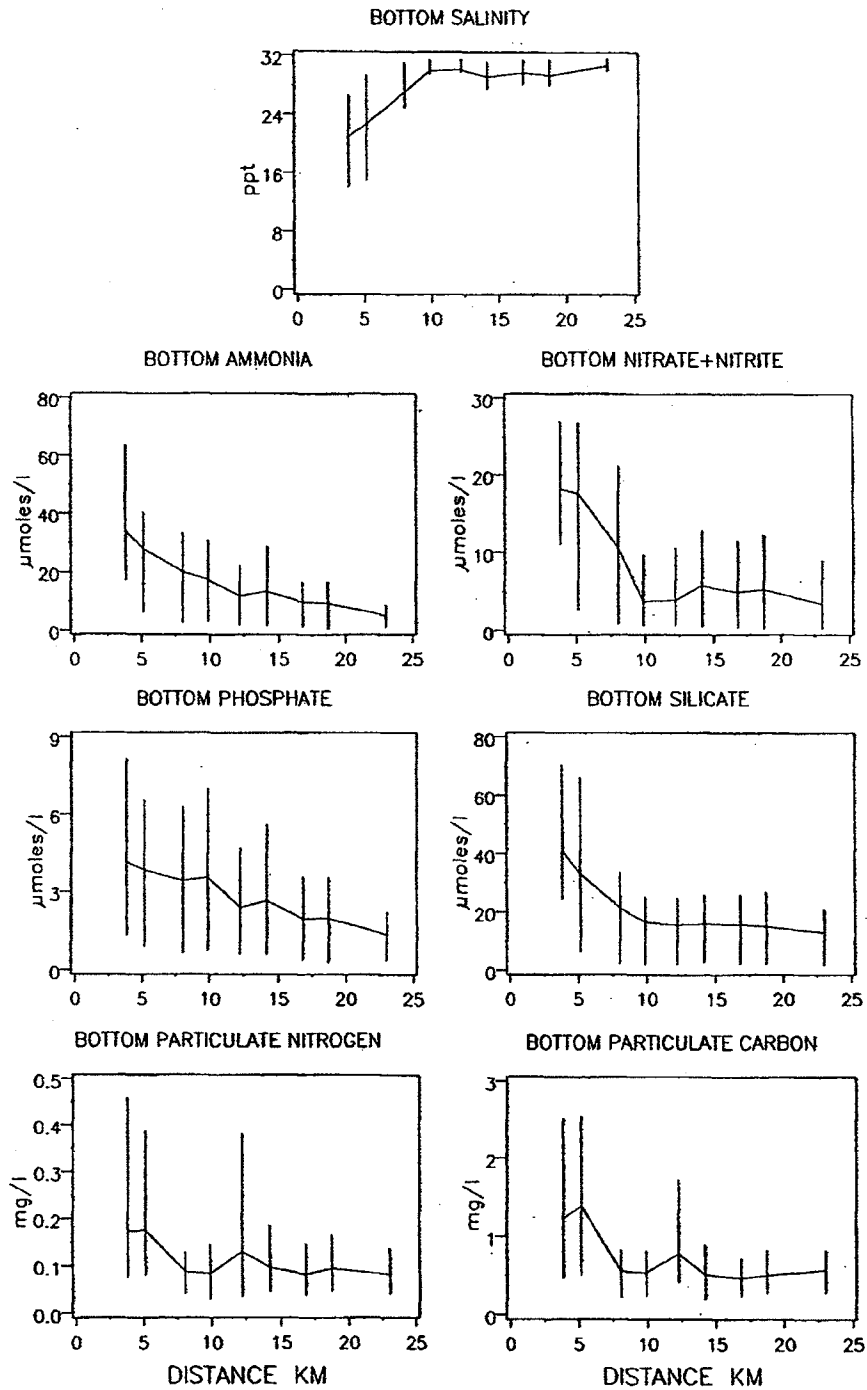 BOTTOM SALINITY
32
24
16
8
0
ppt
0 5 10 15 20 25
BOTTOM AMMONIA
80
60
40
20
0
μmoles/l
0 5 10 15 20 25
BOTTOM NITRATE+NITRITE
30
20
10
0
μmoles/l
0 5 10 15 20 25
BOTTOM PHOSPHATE
9
6
3
0
μmoles/l
0 5 10 15 20 25
BOTTOM SILICATE
80
60
40
20
0
μmoles/l
0 5 10 15 20 25
BOTTOM PARTICULATE NITROGEN
0.5
0.4
0.3
0.2
0.1
0.0
mg/l
0 5 10 15 20 25
DISTANCE KM
BOTTOM PARTICULATE CARBON
3
2
1
0
mg/l
0 5 10 15 20 25
DISTANCE KM